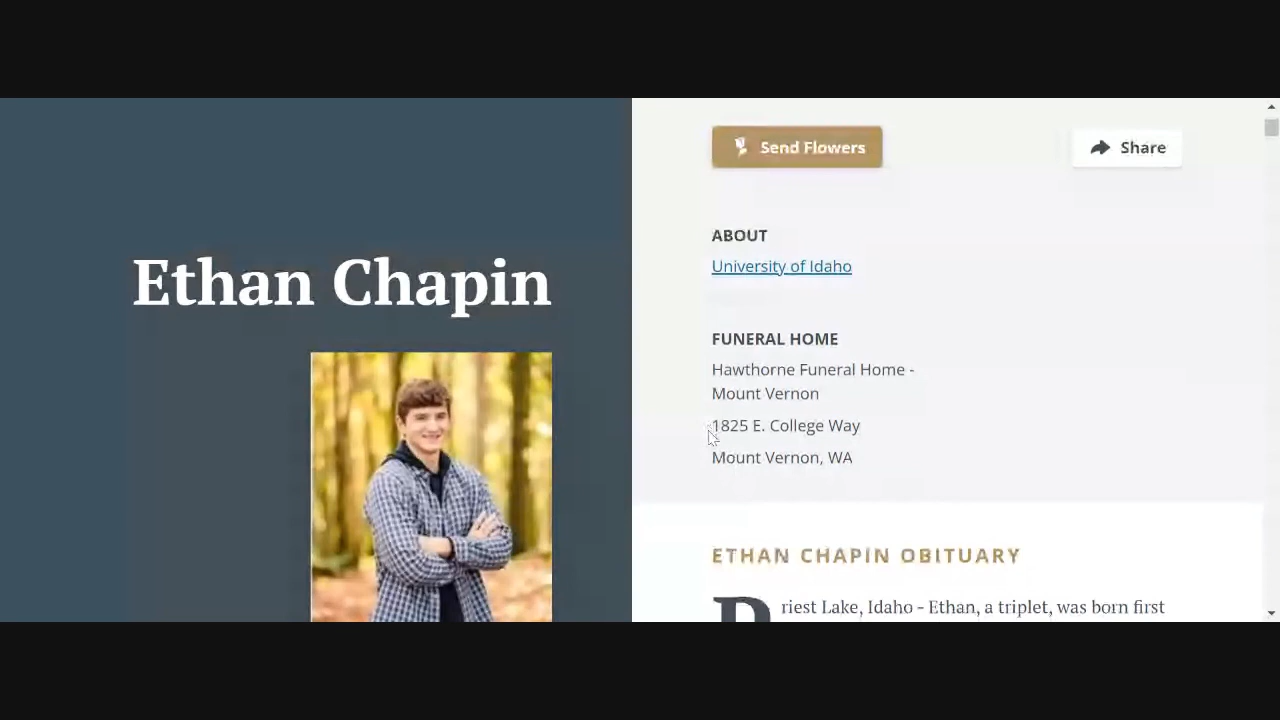 Send Flowers
Share
ABOUT
University of Idaho
Ethan Chapin
FUNERAL HOME
Hawthorne Funeral Home -
Mount Vernon
1825 E. College Way
Mount Vernon, WA
ETHAN CHAPIN OBITUARY
Priest Lake, Idaho - Ethan, a triplet, was born first